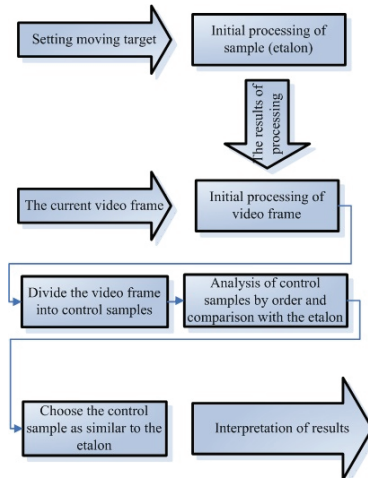 Setting moving target
Initial processing of
sample (etalon)
The results of
processing
The current video frame
Initial processing of
video frame
Divide the video frame
into control samples
Analysis of control
samples by order and
comparison with the etalon
Choose the control
sample as similar to the
etalon
Interpretation of results